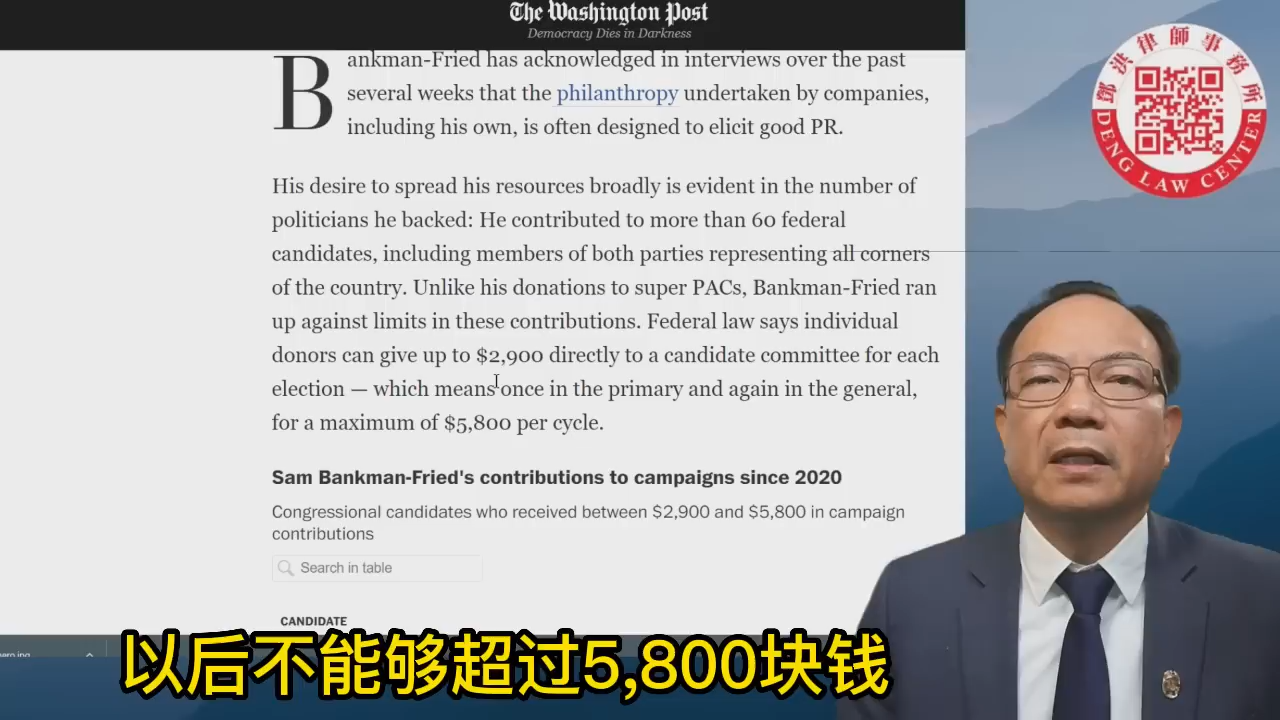 The Washington Post
Democracy Dies in Darkness
Bankman-Fried has acknowledged in interviews over the past
several weeks that the philanthropy undertaken by companies,
including his own, is often designed to elicit good PR.
His desire to spread his resources broadly is evident in the number of
politicians he backed: He contributed to more than 60 federal
candidates, including members of both parties representing all corners
of the country. Unlike his donations to super PACs, Bankman-Fried ran
up against limits in these contributions. Federal law says individual
donors can give up to $2,900 directly to a candidate committee for each
election — which means once in the primary and again in the general,
for a maximum of $5,800 per cycle.
Sam Bankman-Fried's contributions to campaigns since 2020
Congressional candidates who received between $2,900 and $5,800 in campaign
contributions
Search in table
CANDIDATE
鄧洪律師事務所
DENG LAW CENTER
以后不能够超过5,800块钱